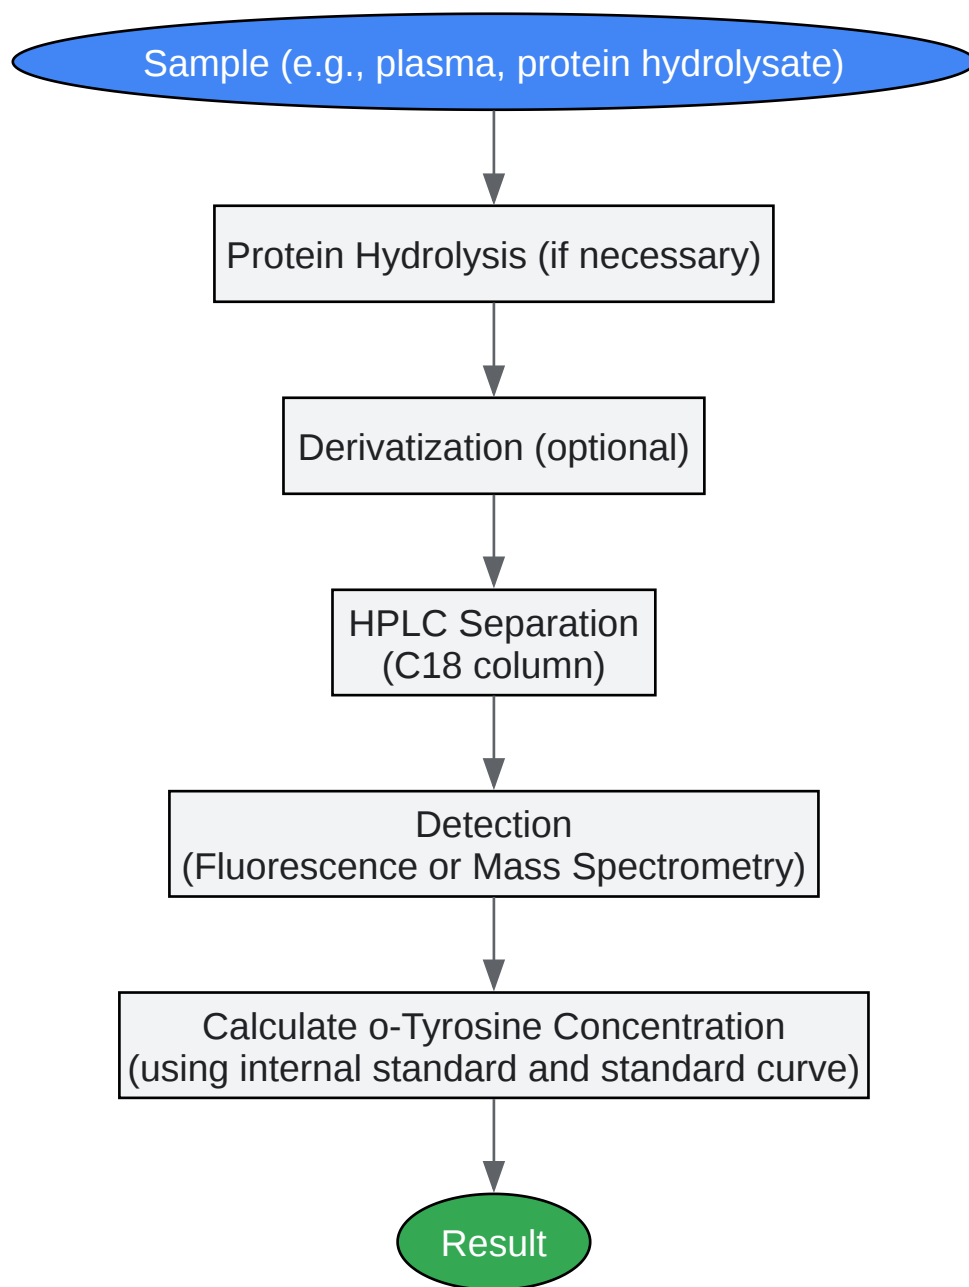 Sample (e.g., plasma, protein hydrolysate)
Protein Hydrolysis (if necessary)
Derivatization (optional)
HPLC Separation
(C18 column)
Detection
(Fluorescence or Mass Spectrometry)
Calculate o-Tyrosine Concentration
(using internal standard and standard curve)
Result